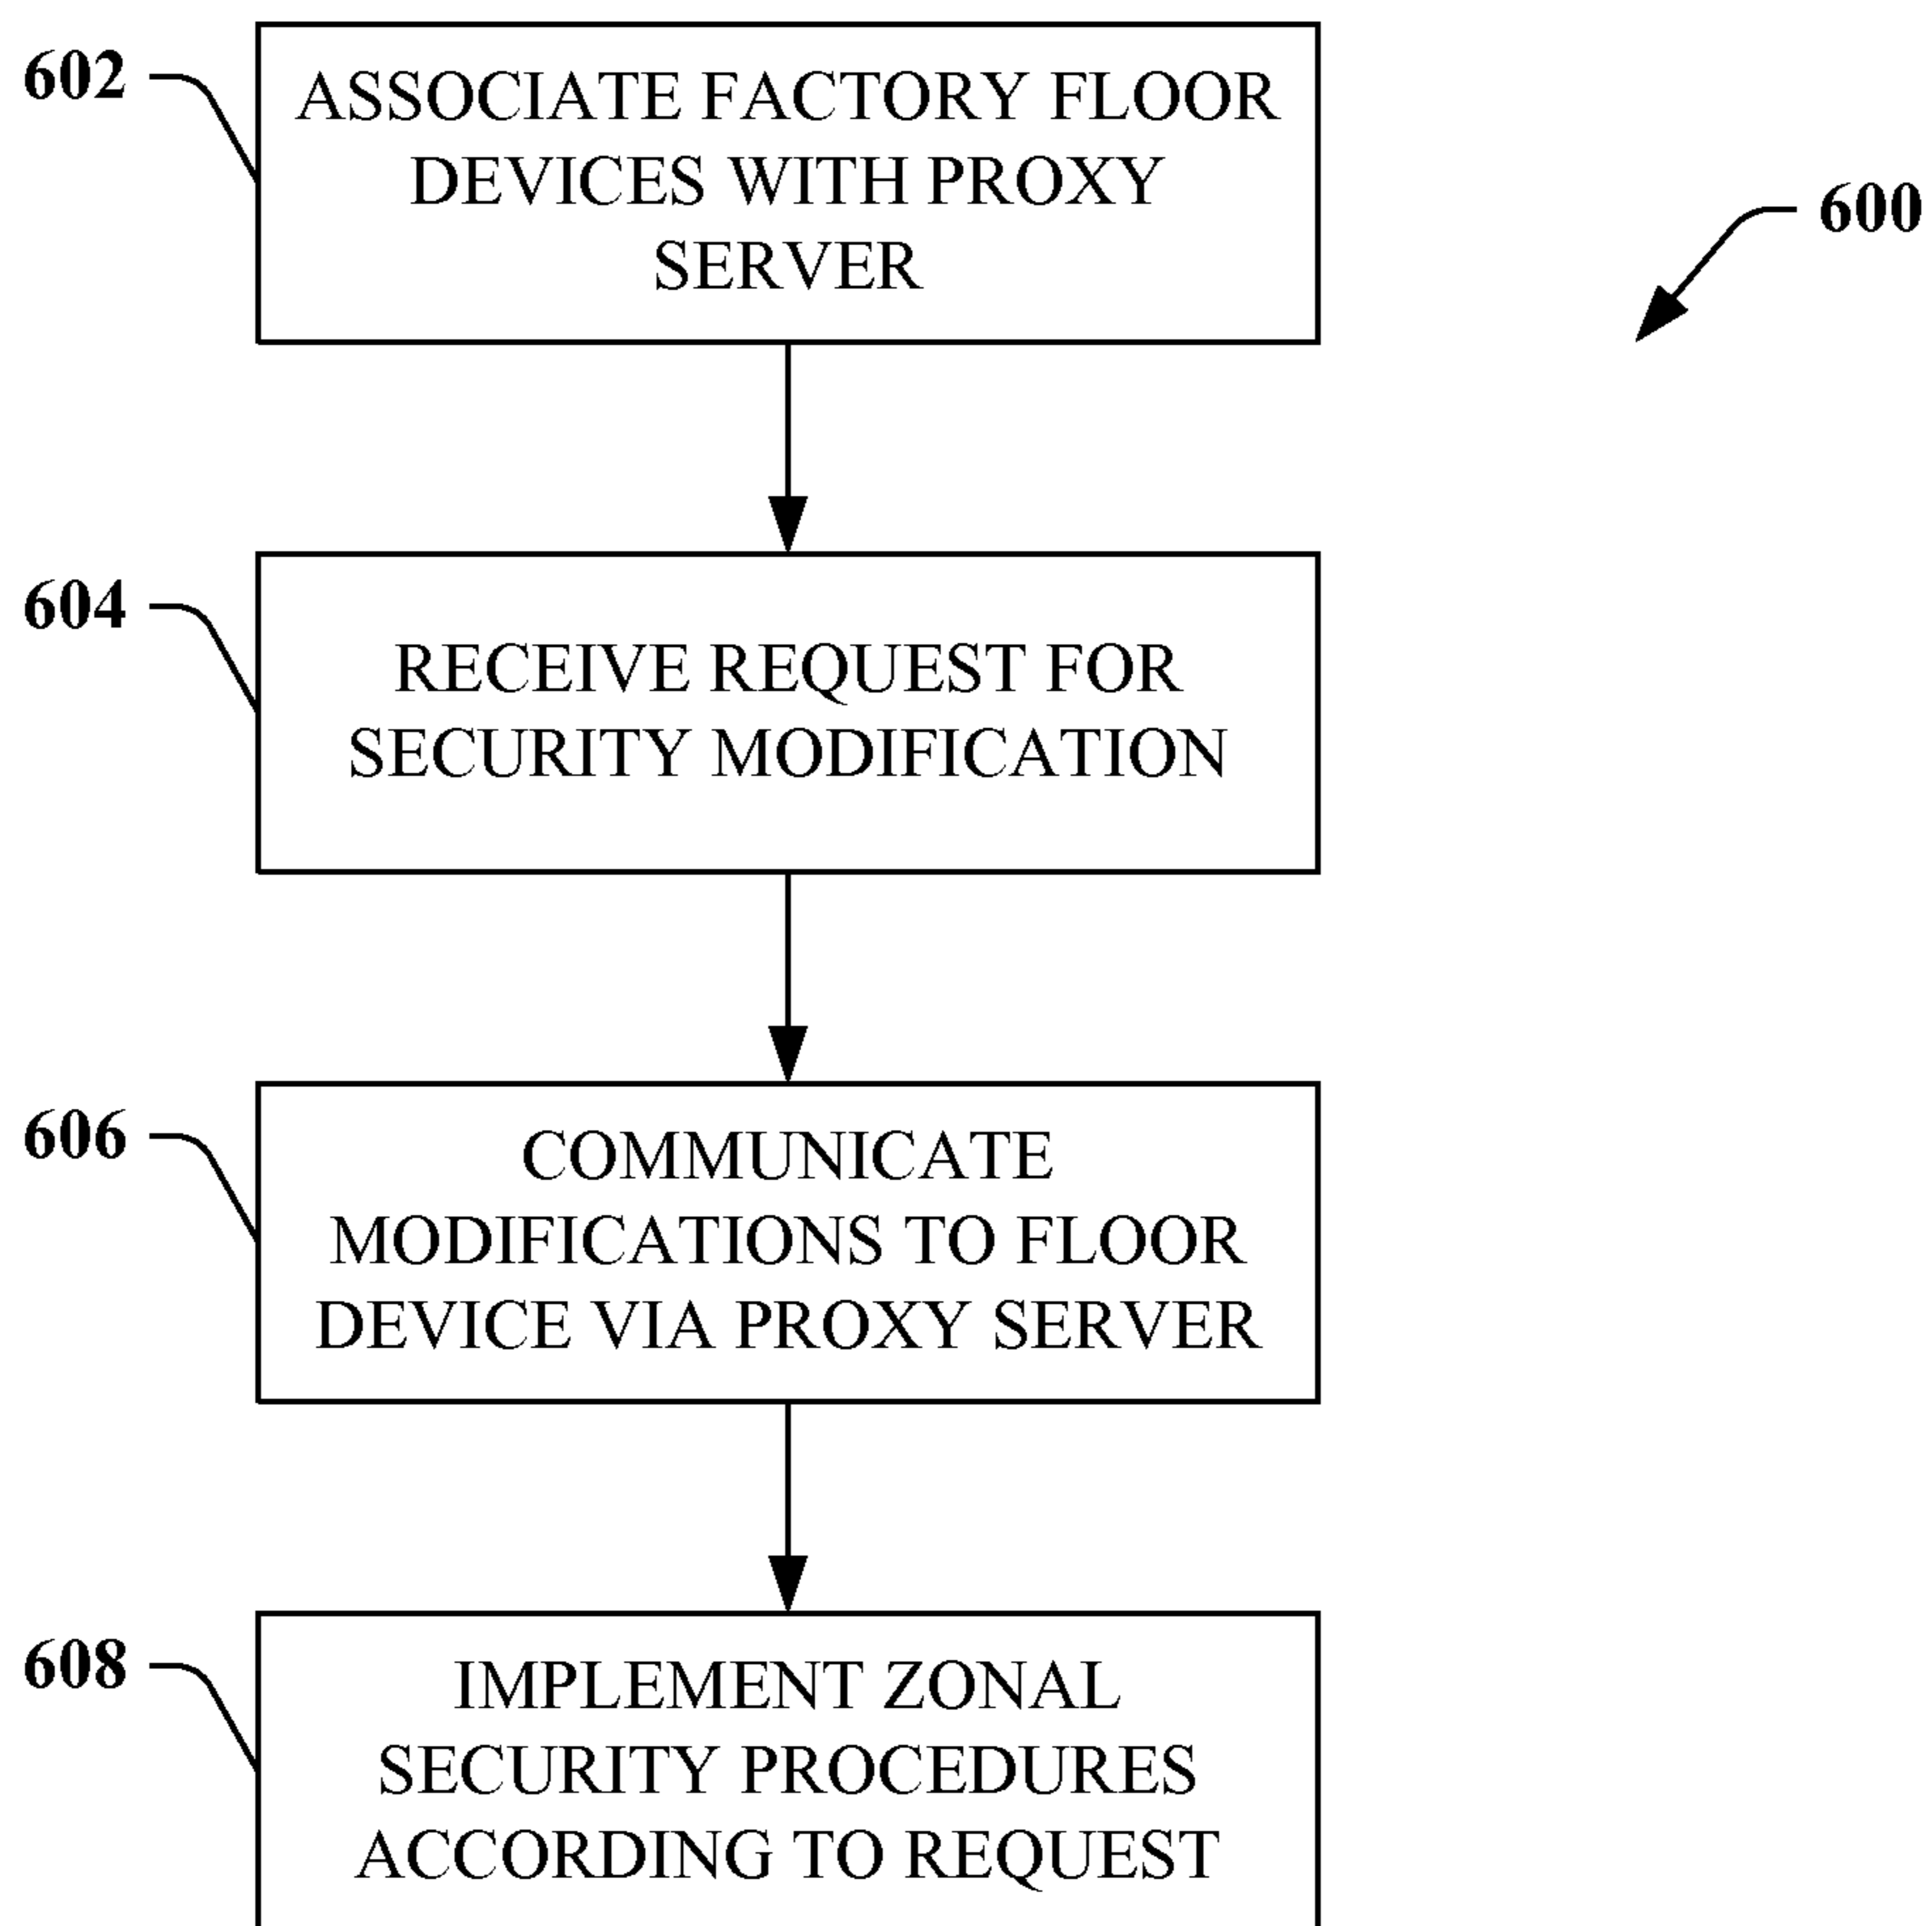 602
ASSOCIATE FACTORY FLOOR
DEVICES WITH PROXY
SERVER
600
604
RECEIVE REQUEST FOR
SECURITY MODIFICATION
606
COMMUNICATE
MODIFICATIONS TO FLOOR
DEVICE VIA PROXY SERVER
608
IMPLEMENT ZONAL
SECURITY PROCEDURES
ACCORDING TO REQUEST